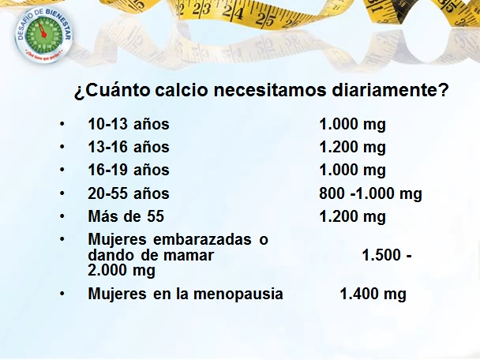 DESAFIO DE BIENESTAR
¿Cuánto calcio necesitamos diariamente?
• 10-13 años 1.000 mg
• 13-16 años 1.200 mg
• 16-19 años 1.000 mg
• 20-55 años 800 -1.000 mg
• Más de 55 1.200 mg
• Mujeres embarazadas o
dando de mamar 1.500 -
2.000 mg
• Mujeres en la menopausia 1.400 mg